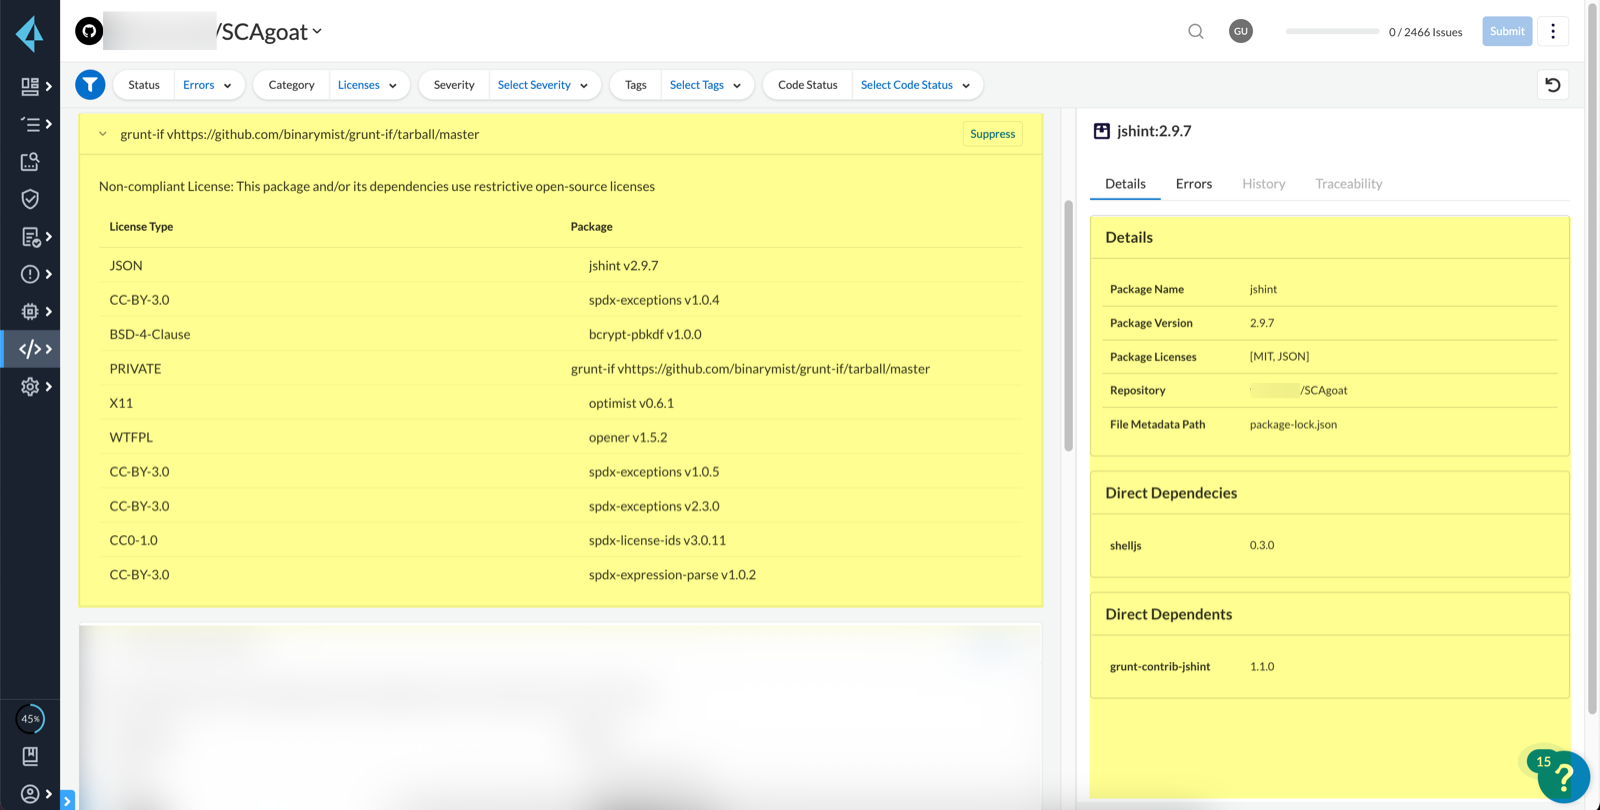 /SCAgoat
GU
0 / 2466 Issues
Submit
Status Errors
Category Licenses
Severity Select Severity
Tags Select Tags
Code Status Select Code Status
grunt-if vhttps://github.com/binarymist/grunt-if/tarball/master
Suppress
Non-compliant License: This package and/or its dependencies use restrictive open-source licenses
License Type Package
JSON jshint v2.9.7
CC-BY-3.0 spdx-exceptions v1.0.4
BSD-4-Clause bcrypt-pbkdf v1.0.0
PRIVATE grunt-if vhttps://github.com/binarymist/grunt-if/tarball/master
X11 optimist v0.6.1
WTFPL opener v1.5.2
CC-BY-3.0 spdx-exceptions v1.0.5
CC-BY-3.0 spdx-exceptions v2.3.0
CC0-1.0 spdx-license-ids v3.0.11
CC-BY-3.0 spdx-expression-parse v1.0.2
jshint:2.9.7
Details Errors History Traceability
Details
Package Name jshint
Package Version 2.9.7
Package Licenses [MIT, JSON]
Repository /SCAgoat
File Metadata Path package-lock.json
Direct Dependecies
shelljs 0.3.0
Direct Dependents
grunt-contrib-jshint 1.1.0
45%
15
?